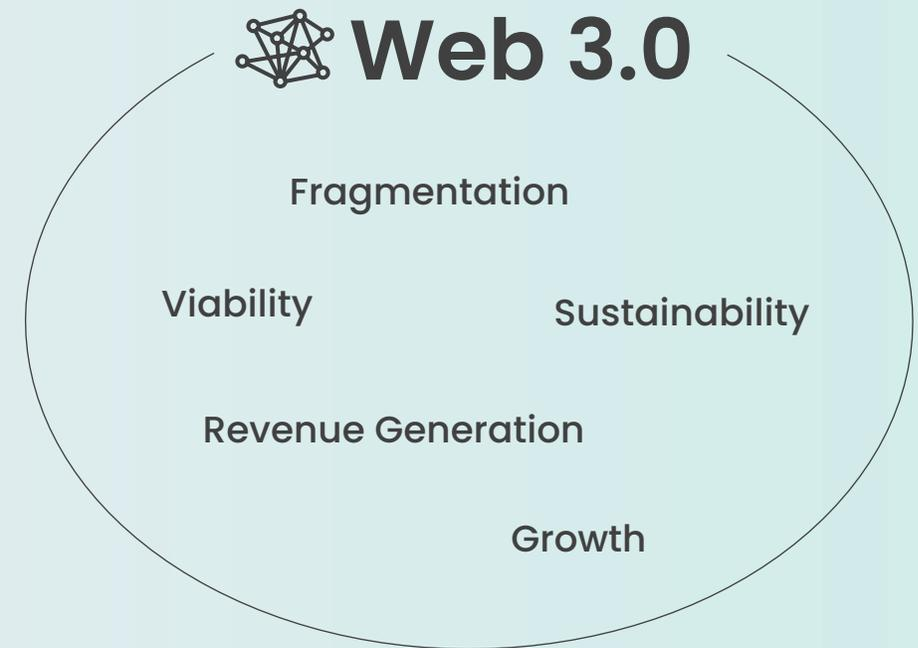 Web 3.0
Fragmentation
Viability
Sustainability
Revenue Generation
Growth